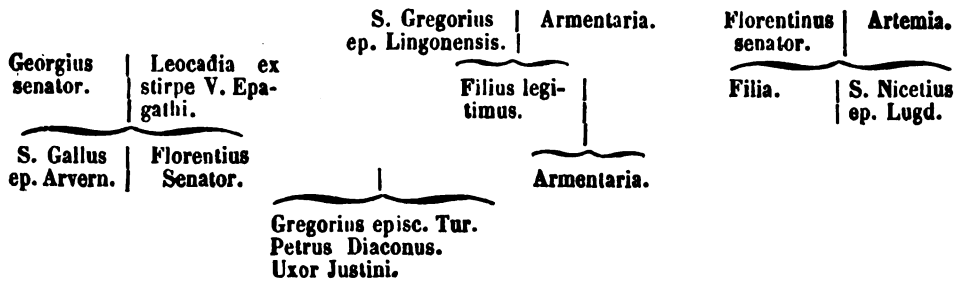 S. Gregorius
ep. Lingonensis.
Armentaria.
Florentinus
senator.
Artemia.
Georgius
senator.
Leocadia ex
stirpe V. Epa-
gathi.
Filius legi-
timus.
Filia.
S. Nicetius
ep. Lugd.
S. Gallus
ep. Arvern.
Florentius
Senator.
Armentaria.
Gregorius episc. Tur.
Petrus Diaconus.
Uxor Justini.